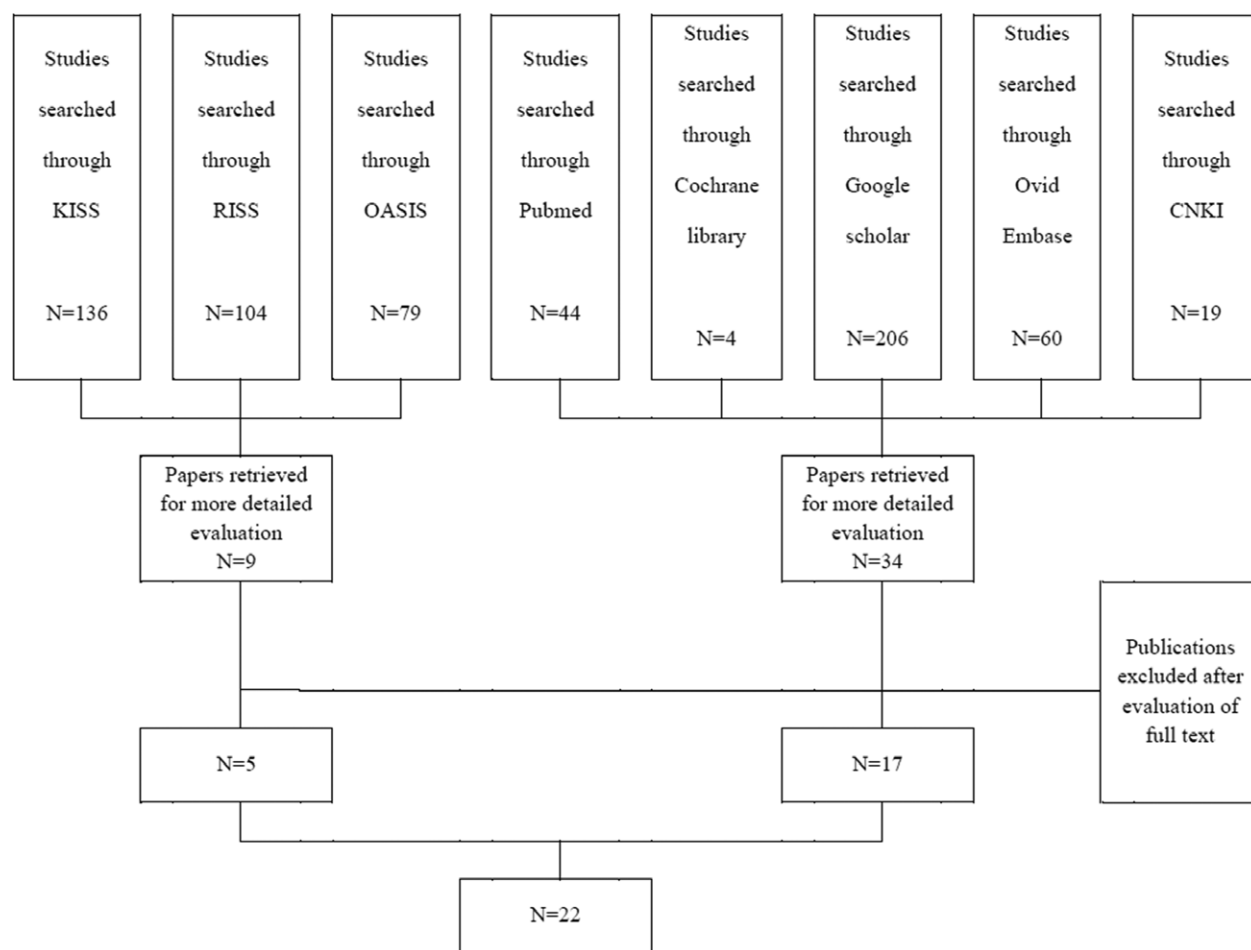 Studies
searched
through
KISS
N=136
Studies
searched
through
RISS
N=104
Studies
searched
through
OASIS
N=79
Studies
searched
through
Pubmed
N=44
Studies
searched
through
Cochrane
library
N=4
Studies
searched
through
Google
scholar
N=206
Studies
searched
through
Ovid
Embase
N=60
Studies
searched
through
CNKI
N=19
Papers retrieved
for more detailed
evaluation
N=9
Papers retrieved
for more detailed
evaluation
N=34
Publications
excluded after
evaluation of
full text
N=5
N=17
N=22